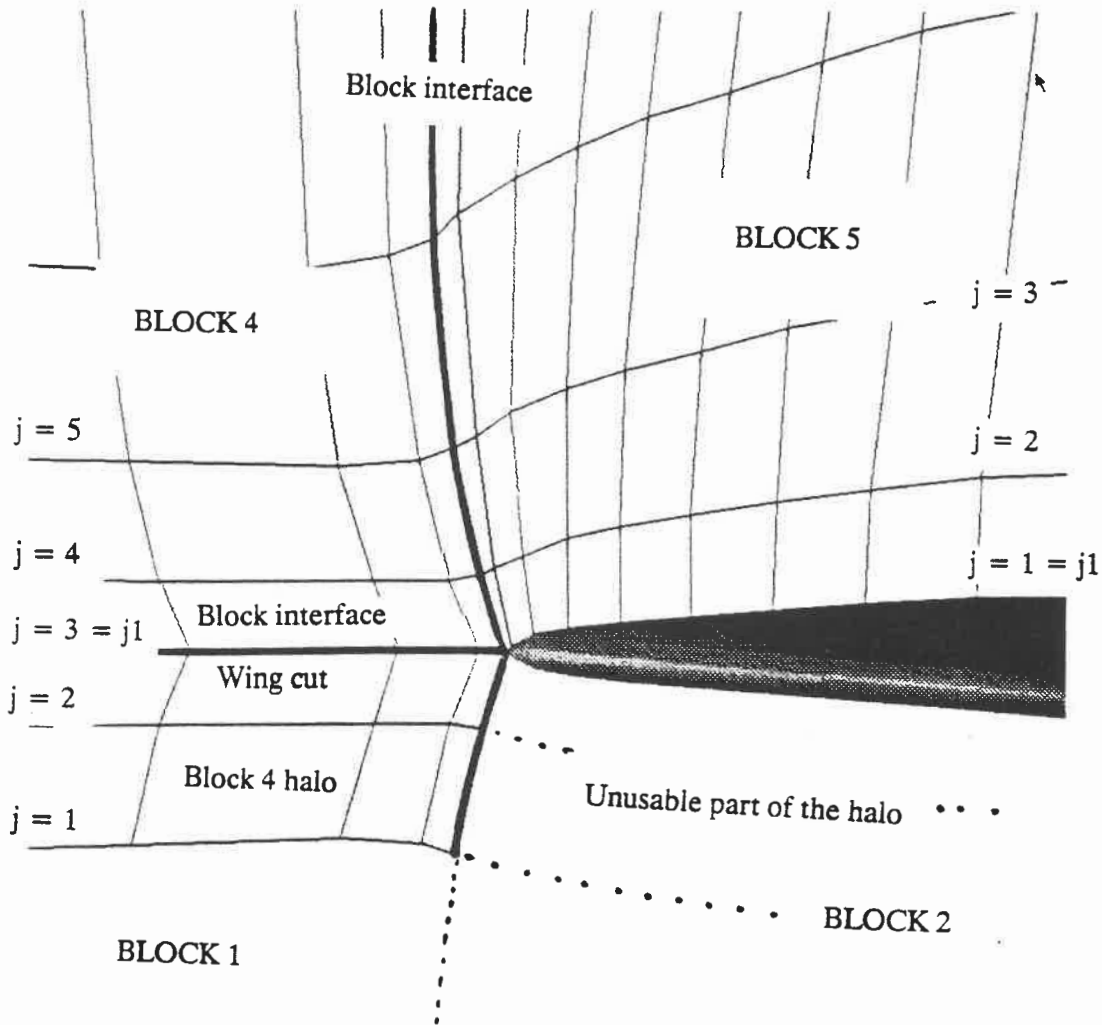 Block interface
BLOCK 5
j = 3
BLOCK 4
j = 5
j = 2
j = 4
j = 1 = j1
Block interface
j = 3 = j1
Wing cut
j = 2
Block 4 halo
Unusable part of the halo
j = 1
BLOCK 2
BLOCK 1